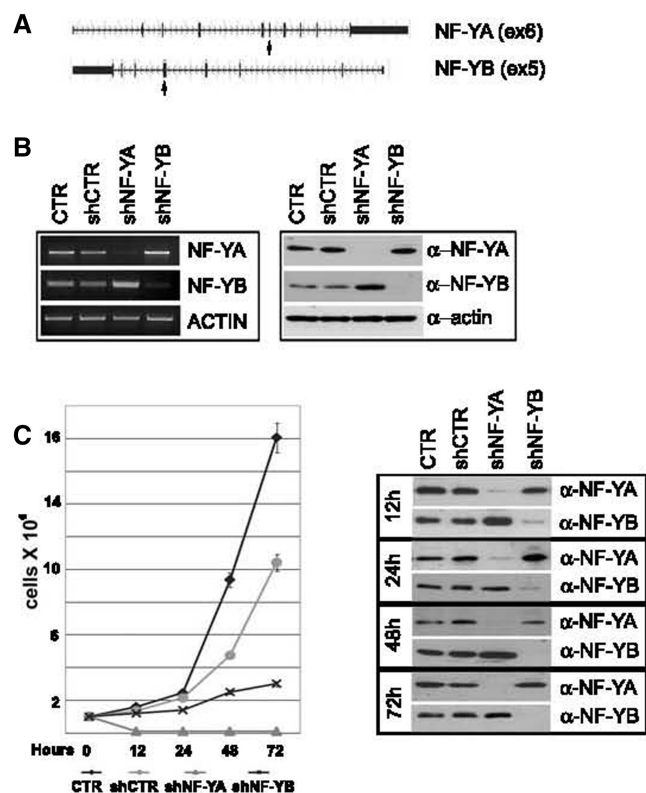 A
NF-YA (ex6)
NF-YB (ex5)
B
CTR
shCTR
shNF-YA
shNF-YB
NF-YA
NF-YB
ACTIN
CTR
shCTR
shNF-YA
shNF-YB
α–NF-YA
α–NF-YB
α–actin
C
cells X 10⁴
16
14
10
6
2
Hours 0 12 24 48 72
CTR shCTR shNF-YA shNF-YB
CTR
shCTR
shNF-YA
shNF-YB
12h
α-NF-YA
α-NF-YB
24h
α-NF-YA
α-NF-YB
48h
α-NF-YA
α-NF-YB
72h
α-NF-YA
α-NF-YB